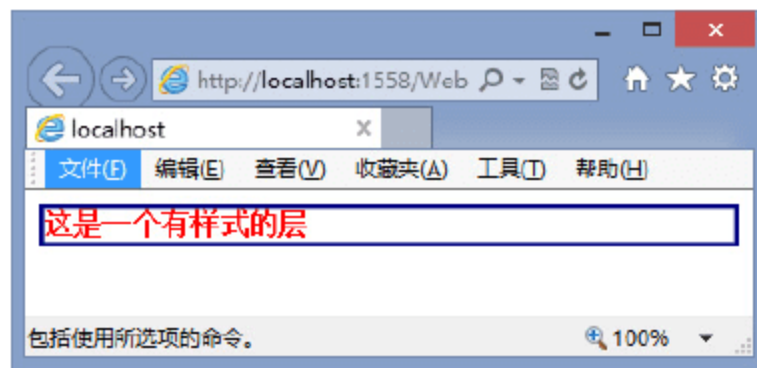 http://localhost:1558/Web
localhost
文件(F) 编辑(E) 查看(V) 收藏夹(A) 工具(T) 帮助(H)
这是一个有样式的层
包括使用所选项的命令。 100%